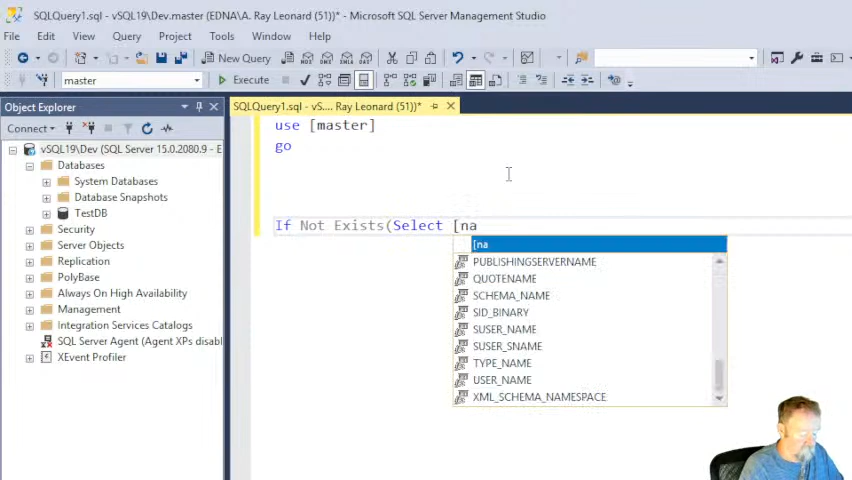 SQLQuery1.sql - vSQL19\Dev.master (EDNA\A. Ray Leonard (51))* - Microsoft SQL Server Management Studio
File Edit View Query Project Tools Window Help
New Query MDX DMX XMLA DAX
master Execute
Object Explorer
SQLQuery1.sql - vS.... Ray Leonard (51))*
Connect
vSQL19\Dev (SQL Server 15.0.2080.9 - E
Databases
System Databases
Database Snapshots
TestDB
Security
Server Objects
Replication
PolyBase
Always On High Availability
Management
Integration Services Catalogs
SQL Server Agent (Agent XPs disabl
XEvent Profiler
use [master]
go
If Not Exists(Select [na
[na
PUBLISHINGSERVERNAME
QUOTENAME
SCHEMA_NAME
SID_BINARY
SUSER_NAME
SUSER_SNAME
TYPE_NAME
USER_NAME
XML_SCHEMA_NAMESPACE